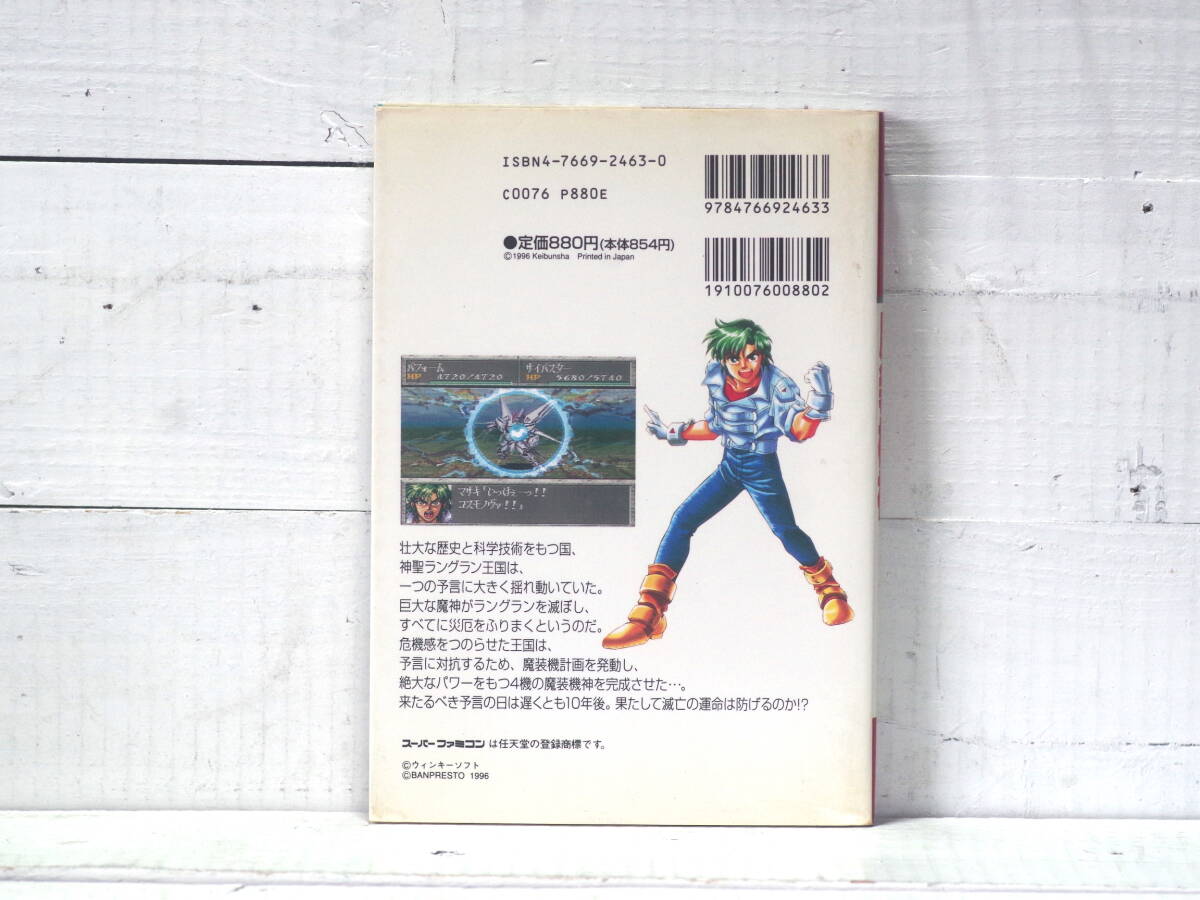 ISBN4-7669-2463-0
C0076 P880E
9784766924633
●定価880円(本体854円)
©1996 Keibunsha Printed in Japan
1910076008802
パフォーム
HP 4720/4720
サイバスター
HP 5680/5740
マサキ「いっけぇーっ!!
コスモノヴァ!!」
壮大な歴史と科学技術をもつ国、
神聖ラングラン王国は、
一つの予言に大きく揺れ動いていた。
巨大な魔神がラングランを滅ぼし、
すべてに災厄をふりまくというのだ。
危機感をつのらせた王国は、
予言に対抗するため、魔装機計画を発動し、
絶大なパワーをもつ4機の魔装機神を完成させた…。
来たるべき予言の日は遅くとも10年後。果たして滅亡の運命は防げるのか!?
スーパーファミコンは任天堂の登録商標です。
©ウィンキーソフト
©BANPRESTO 1996